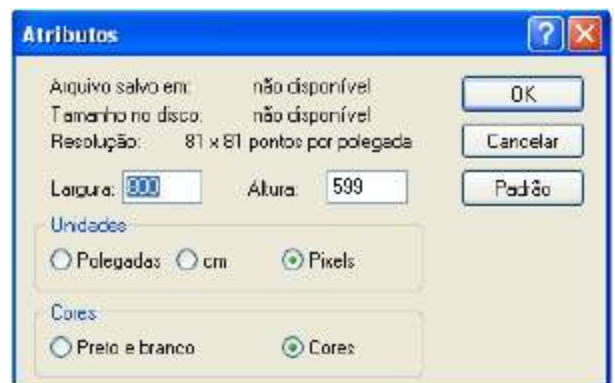 Atributos
Arquivo salvo em: não disponível
Tamanho no disco: não disponível
Resolução: 81 x 81 pontos por polegada
OK
Cancelar
Padrão
Largura: 800 Altura: 599
Unidades
Polegadas cm Pixels
Cores
Preto e branco Cores